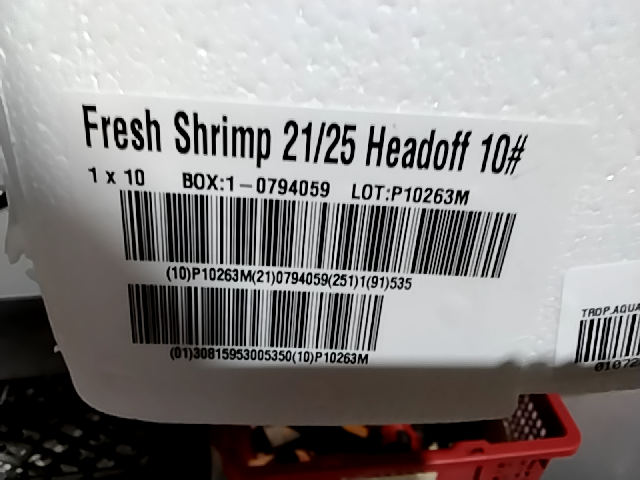 Fresh Shrimp 21/25 Headoff 10#
1 x 10 BOX:1-0794059 LOT:P10263M
(10)P10263M(21)0794059(251)1(91)535
(01)30815953005350(10)P10263M
TROP.AQUA
01072